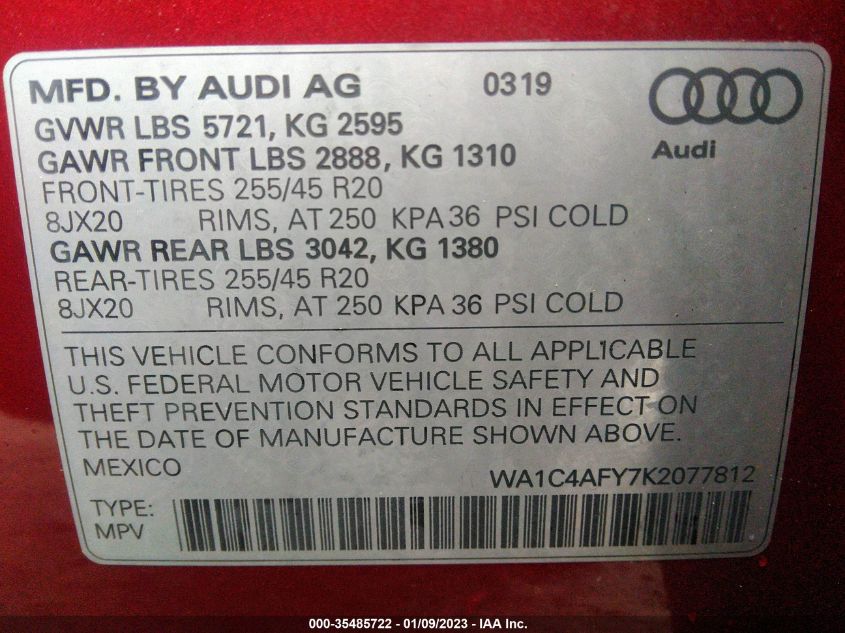 MFD. BY AUDI AG 0319
Audi
GVWR LBS 5721, KG 2595
GAWR FRONT LBS 2888, KG 1310
FRONT-TIRES 255/45 R20
8JX20 RIMS, AT 250 KPA 36 PSI COLD
GAWR REAR LBS 3042, KG 1380
REAR-TIRES 255/45 R20
8JX20 RIMS, AT 250 KPA 36 PSI COLD
THIS VEHICLE CONFORMS TO ALL APPLICABLE
U.S. FEDERAL MOTOR VEHICLE SAFETY AND
THEFT PREVENTION STANDARDS IN EFFECT ON
THE DATE OF MANUFACTURE SHOWN ABOVE.
MEXICO WA1C4AFY7K2077812
TYPE:
MPV
000-35485722 - 01/09/2023 - IAA Inc.